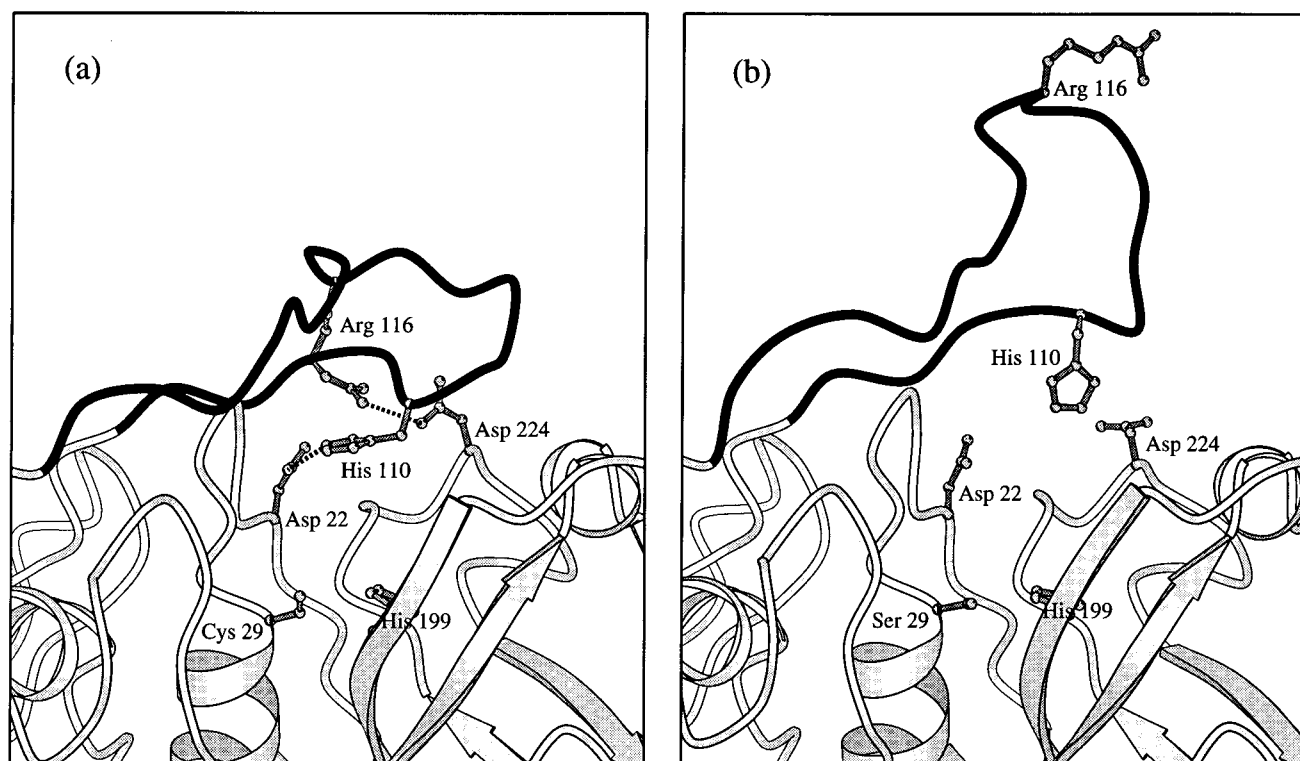 (a)
Arg 116
Asp 224
His 110
Asp 22
Cys 29
His 199
(b)
Arg 116
His 110
Asp 224
Asp 22
Ser 29
His 199